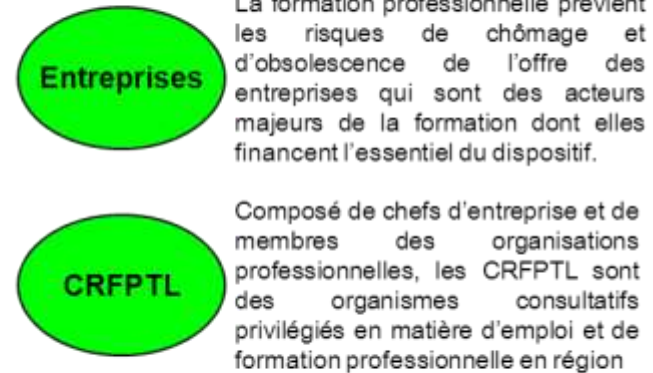 La formation professionnelle prévient
les risques de chômage et
d'obsolescence de l'offre des
entreprises qui sont des acteurs
majeurs de la formation dont elles
financent l'essentiel du dispositif.
Entreprises
Composé de chefs d'entreprise et de
membres des organisations
professionnelles, les CRFPTL sont
des organismes consultatifs
privilégiés en matière d'emploi et de
formation professionnelle en région
CRFPTL